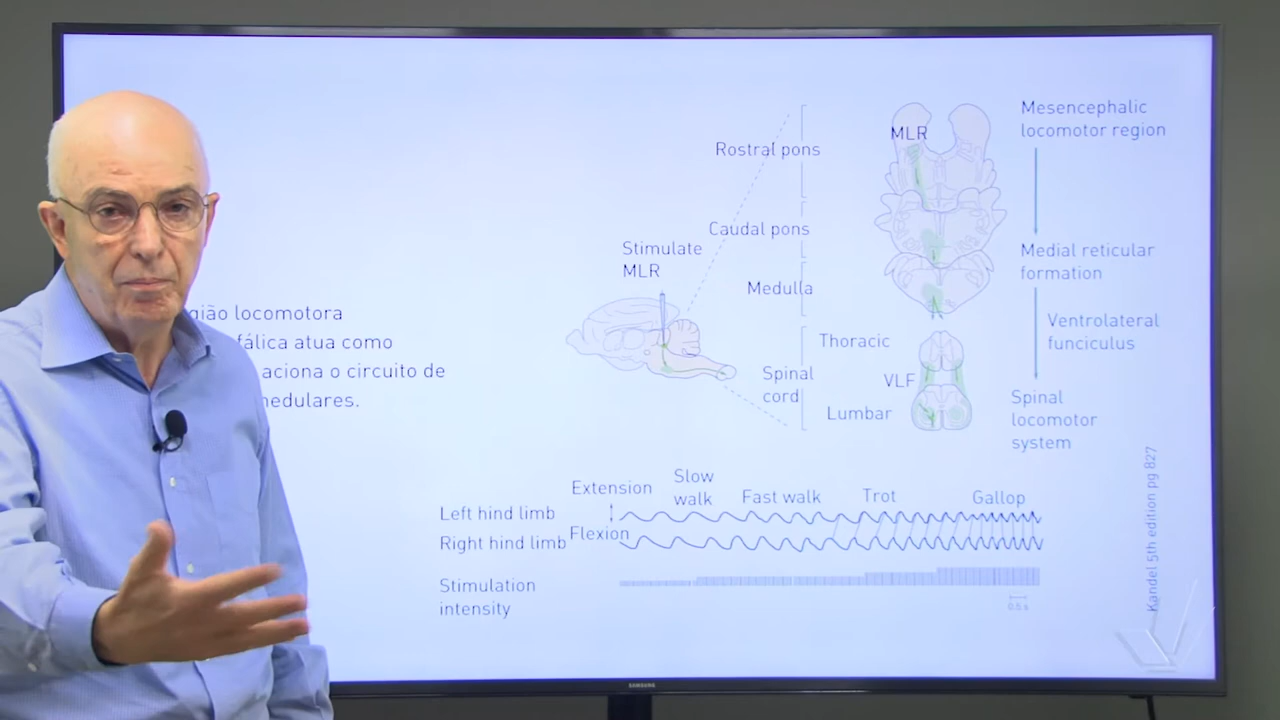 gião locomotora
fálica atua como
aciona o circuito de
medulares.
Stimulate
MLR
Rostral pons
Caudal pons
Medulla
Spinal
cord
MLR
Thoracic
VLF
Lumbar
Mesencephalic
locomotor region
Medial reticular
formation
Ventrolateral
funciculus
Spinal
locomotor
system
Extension
Flexion
Slow
walk
Fast walk
Trot
Gallop
Left hind limb
Right hind limb
Stimulation
intensity
0.5 s
Kandel 5th edition pg 827
SAMSUNG